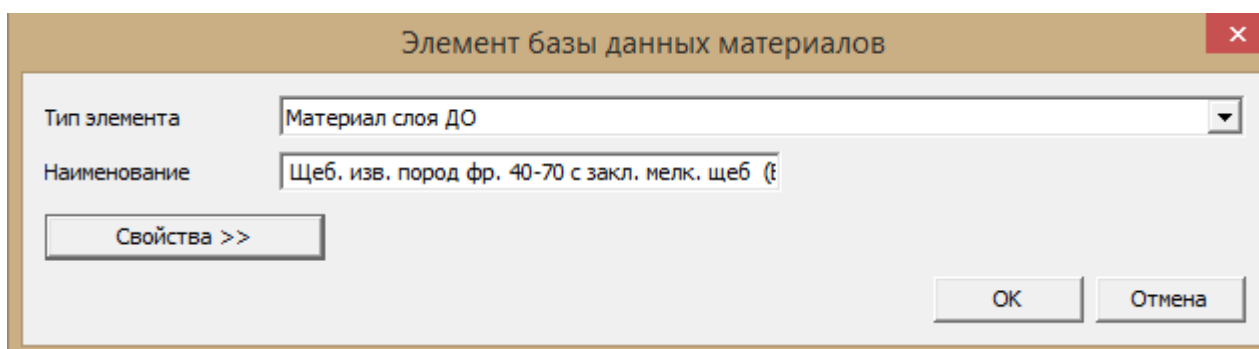 Элемент базы данных материалов
Тип элемента Материал слоя ДО
Наименование Щеб. изв. пород фр. 40-70 с закл. мелк. щеб (
Свойства >>
OK Отмена